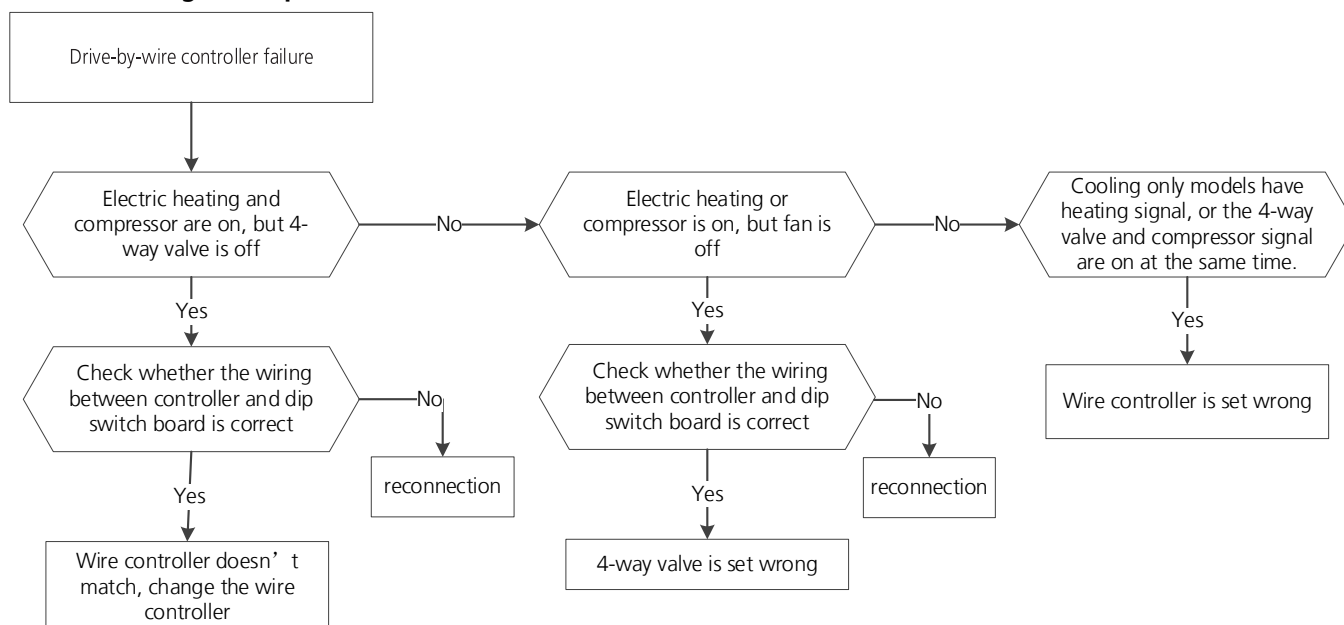 Drive-by-wire controller failure
Electric heating and
compressor are on, but 4-
way valve is off
No
Electric heating or
compressor is on, but fan is
off
No
Cooling only models have
heating signal, or the 4-way
valve and compressor signal
are on at the same time.
Yes
Yes
Yes
Check whether the wiring
between controller and dip
switch board is correct
No
Check whether the wiring
between controller and dip
switch board is correct
No
Wire controller is set wrong
reconnection
reconnection
Yes
Yes
Wire controller doesn’t
match, change the wire
controller
4-way valve is set wrong